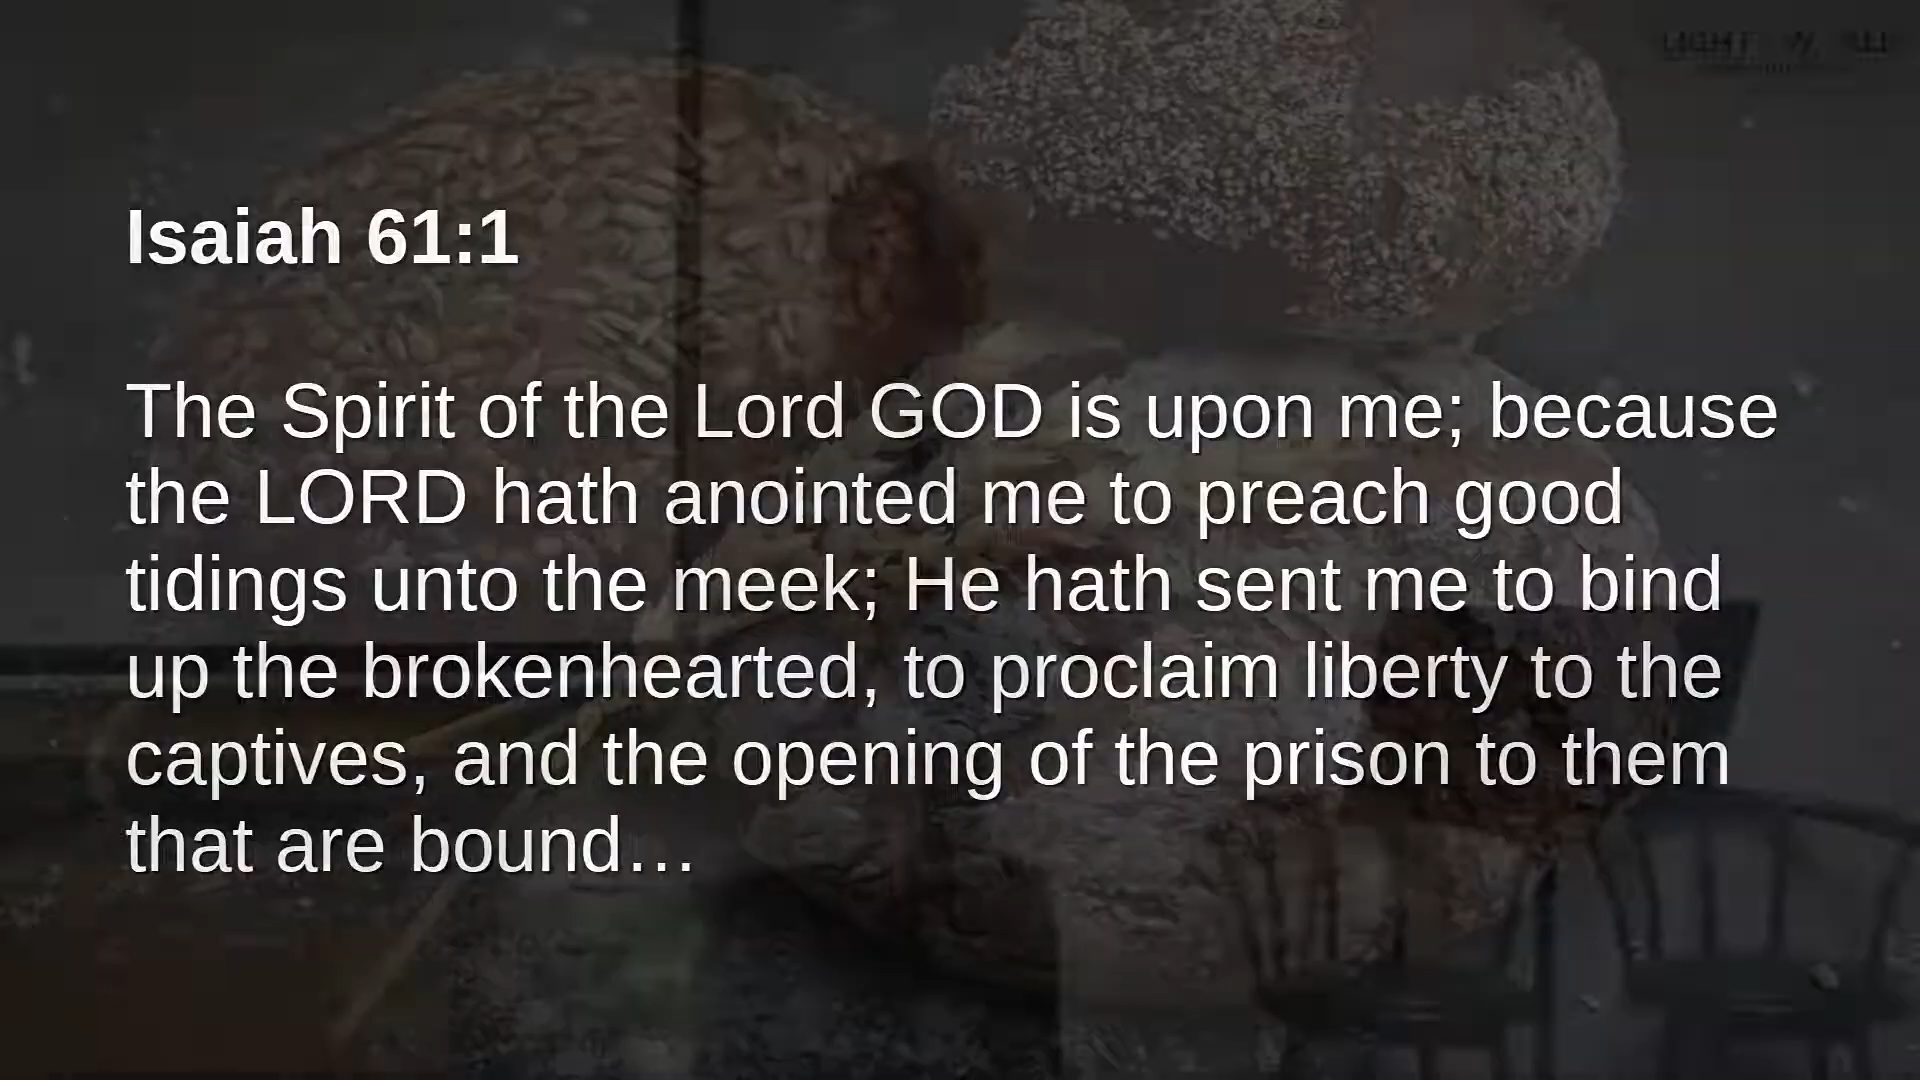 Isaiah 61:1
The Spirit of the Lord GOD is upon me; because
the LORD hath anointed me to preach good
tidings unto the meek; He hath sent me to bind
up the brokenhearted, to proclaim liberty to the
captives, and the opening of the prison to them
that are bound…